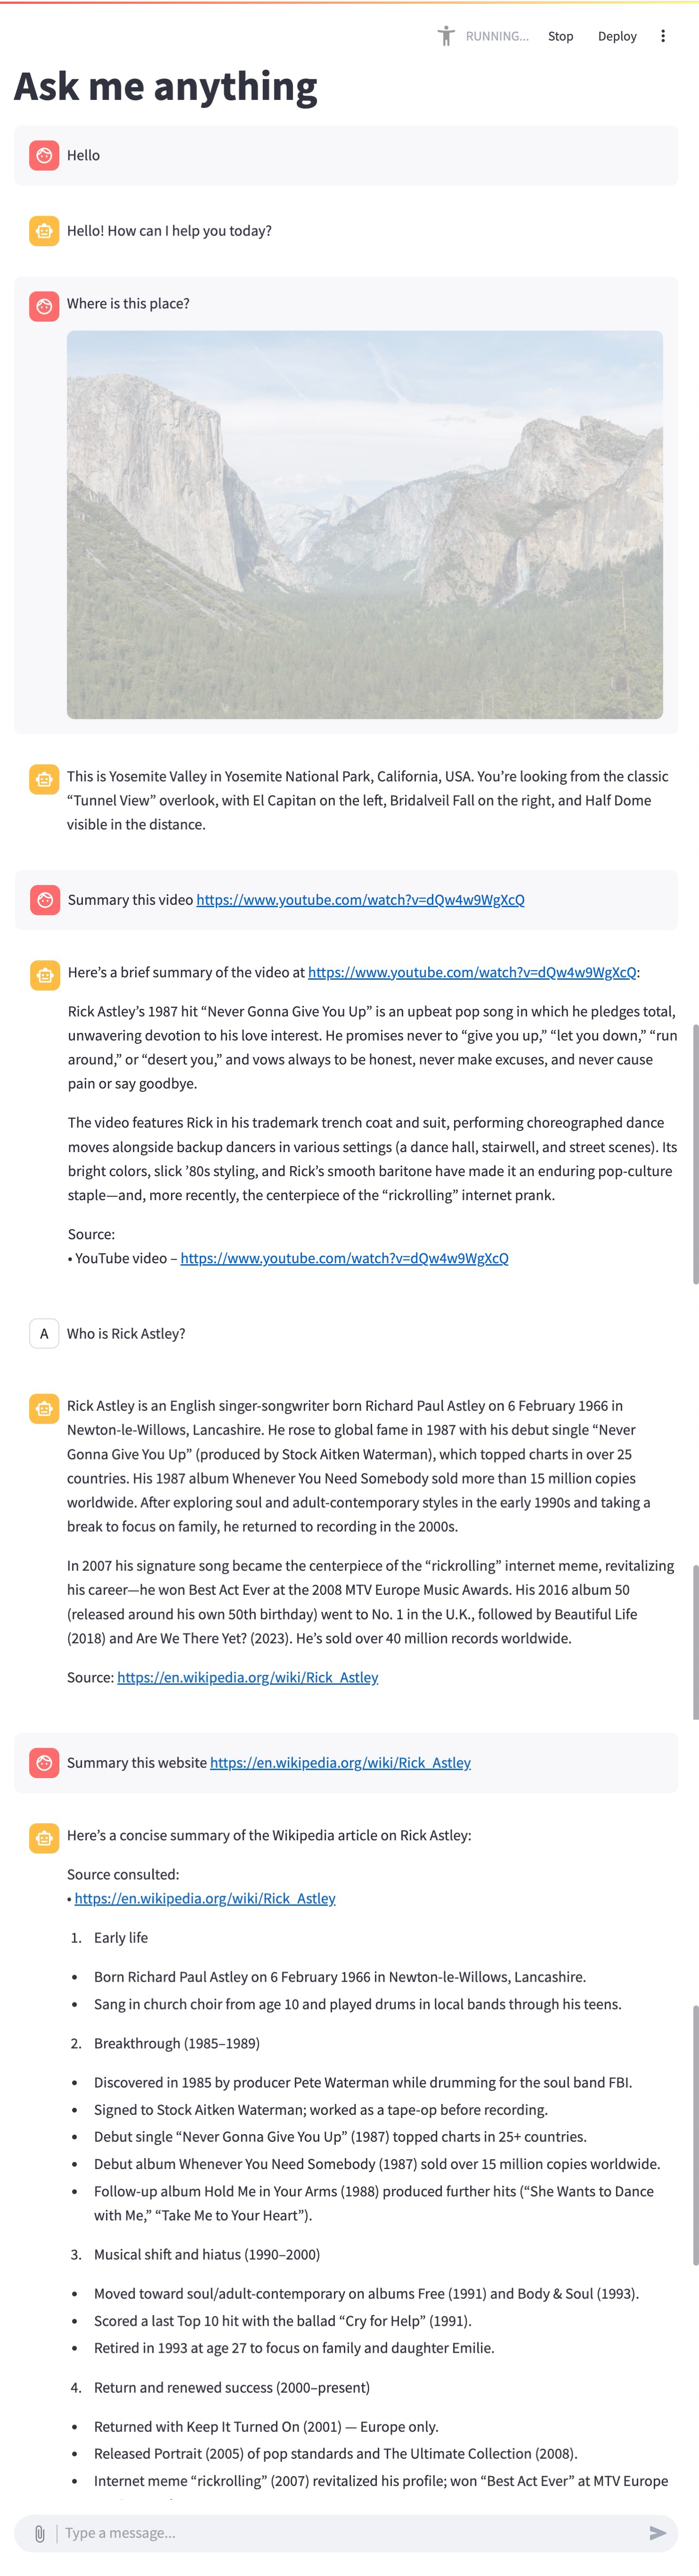 RUNNING... Stop Deploy
Ask me anything
Hello
Hello! How can I help you today?
Where is this place?
This is Yosemite Valley in Yosemite National Park, California, USA. You’re looking from the classic
“Tunnel View” overlook, with El Capitan on the left, Bridalveil Fall on the right, and Half Dome
visible in the distance.
Summary this video https://www.youtube.com/watch?v=dQw4w9WgXcQ
Here’s a brief summary of the video at https://www.youtube.com/watch?v=dQw4w9WgXcQ:
Rick Astley’s 1987 hit “Never Gonna Give You Up” is an upbeat pop song in which he pledges total,
unwavering devotion to his love interest. He promises never to “give you up,” “let you down,” “run
around,” or “desert you,” and vows always to be honest, never make excuses, and never cause
pain or say goodbye.
The video features Rick in his trademark trench coat and suit, performing choreographed dance
moves alongside backup dancers in various settings (a dance hall, stairwell, and street scenes). Its
bright colors, slick ’80s styling, and Rick’s smooth baritone have made it an enduring pop-culture
staple—and, more recently, the centerpiece of the “rickrolling” internet prank.
Source:
• YouTube video – https://www.youtube.com/watch?v=dQw4w9WgXcQ
A Who is Rick Astley?
Rick Astley is an English singer-songwriter born Richard Paul Astley on 6 February 1966 in
Newton-le-Willows, Lancashire. He rose to global fame in 1987 with his debut single “Never
Gonna Give You Up” (produced by Stock Aitken Waterman), which topped charts in over 25
countries. His 1987 album Whenever You Need Somebody sold more than 15 million copies
worldwide. After exploring soul and adult-contemporary styles in the early 1990s and taking a
break to focus on family, he returned to recording in the 2000s.
In 2007 his signature song became the centerpiece of the “rickrolling” internet meme, revitalizing
his career—he won Best Act Ever at the 2008 MTV Europe Music Awards. His 2016 album 50
(released around his own 50th birthday) went to No. 1 in the U.K., followed by Beautiful Life
(2018) and Are We There Yet? (2023). He’s sold over 40 million records worldwide.
Source: https://en.wikipedia.org/wiki/Rick_Astley
Summary this website https://en.wikipedia.org/wiki/Rick_Astley
Here’s a concise summary of the Wikipedia article on Rick Astley:
Source consulted:
• https://en.wikipedia.org/wiki/Rick_Astley
1. Early life
• Born Richard Paul Astley on 6 February 1966 in Newton-le-Willows, Lancashire.
• Sang in church choir from age 10 and played drums in local bands through his teens.
2. Breakthrough (1985–1989)
• Discovered in 1985 by producer Pete Waterman while drumming for the soul band FBI.
• Signed to Stock Aitken Waterman; worked as a tape-op before recording.
• Debut single “Never Gonna Give You Up” (1987) topped charts in 25+ countries.
• Debut album Whenever You Need Somebody (1987) sold over 15 million copies worldwide.
• Follow-up album Hold Me in Your Arms (1988) produced further hits (“She Wants to Dance
with Me,” “Take Me to Your Heart”).
3. Musical shift and hiatus (1990–2000)
• Moved toward soul/adult-contemporary on albums Free (1991) and Body & Soul (1993).
• Scored a last Top 10 hit with the ballad “Cry for Help” (1991).
• Retired in 1993 at age 27 to focus on family and daughter Emilie.
4. Return and renewed success (2000–present)
• Returned with Keep It Turned On (2001) — Europe only.
• Released Portrait (2005) of pop standards and The Ultimate Collection (2008).
• Internet meme “rickrolling” (2007) revitalized his profile; won “Best Act Ever” at MTV Europe
Type a message...